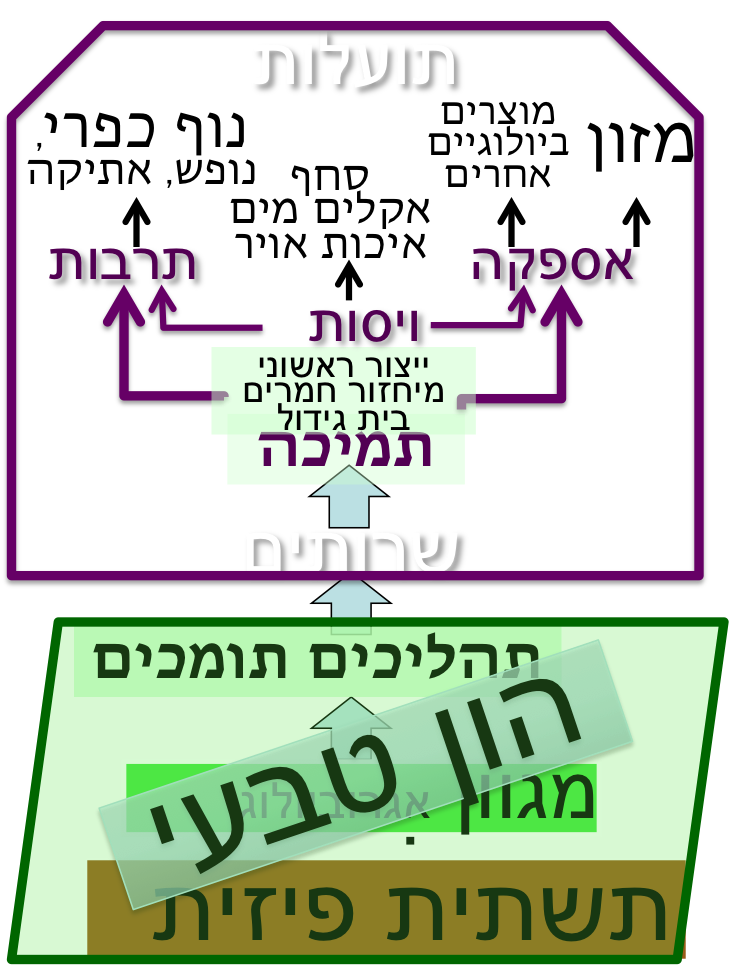 תועלות
מזון
מוצרים
ביולוגיים
אחרים
נוף כפרי,
נופש, אתיקה
סחף
אקלים מים
איכות אויר
אספקה
תרבות
ויסות
ייצור ראשוני
מיחזור חמרים
בית גידול
תמיכה
שרותים
תהליכים תומכים
הון טבעי
מגוון
תשתית פיזית